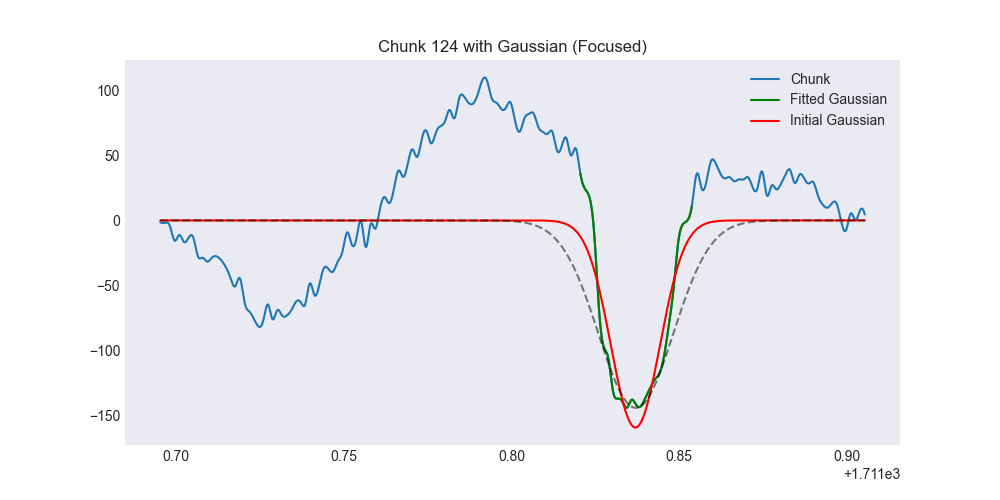 Chunk 124 with Gaussian (Focused)
100
50
0
−50
−100
−150
Chunk
Fitted Gaussian
Initial Gaussian
0.70 0.75 0.80 0.85 0.90
+1.711e3